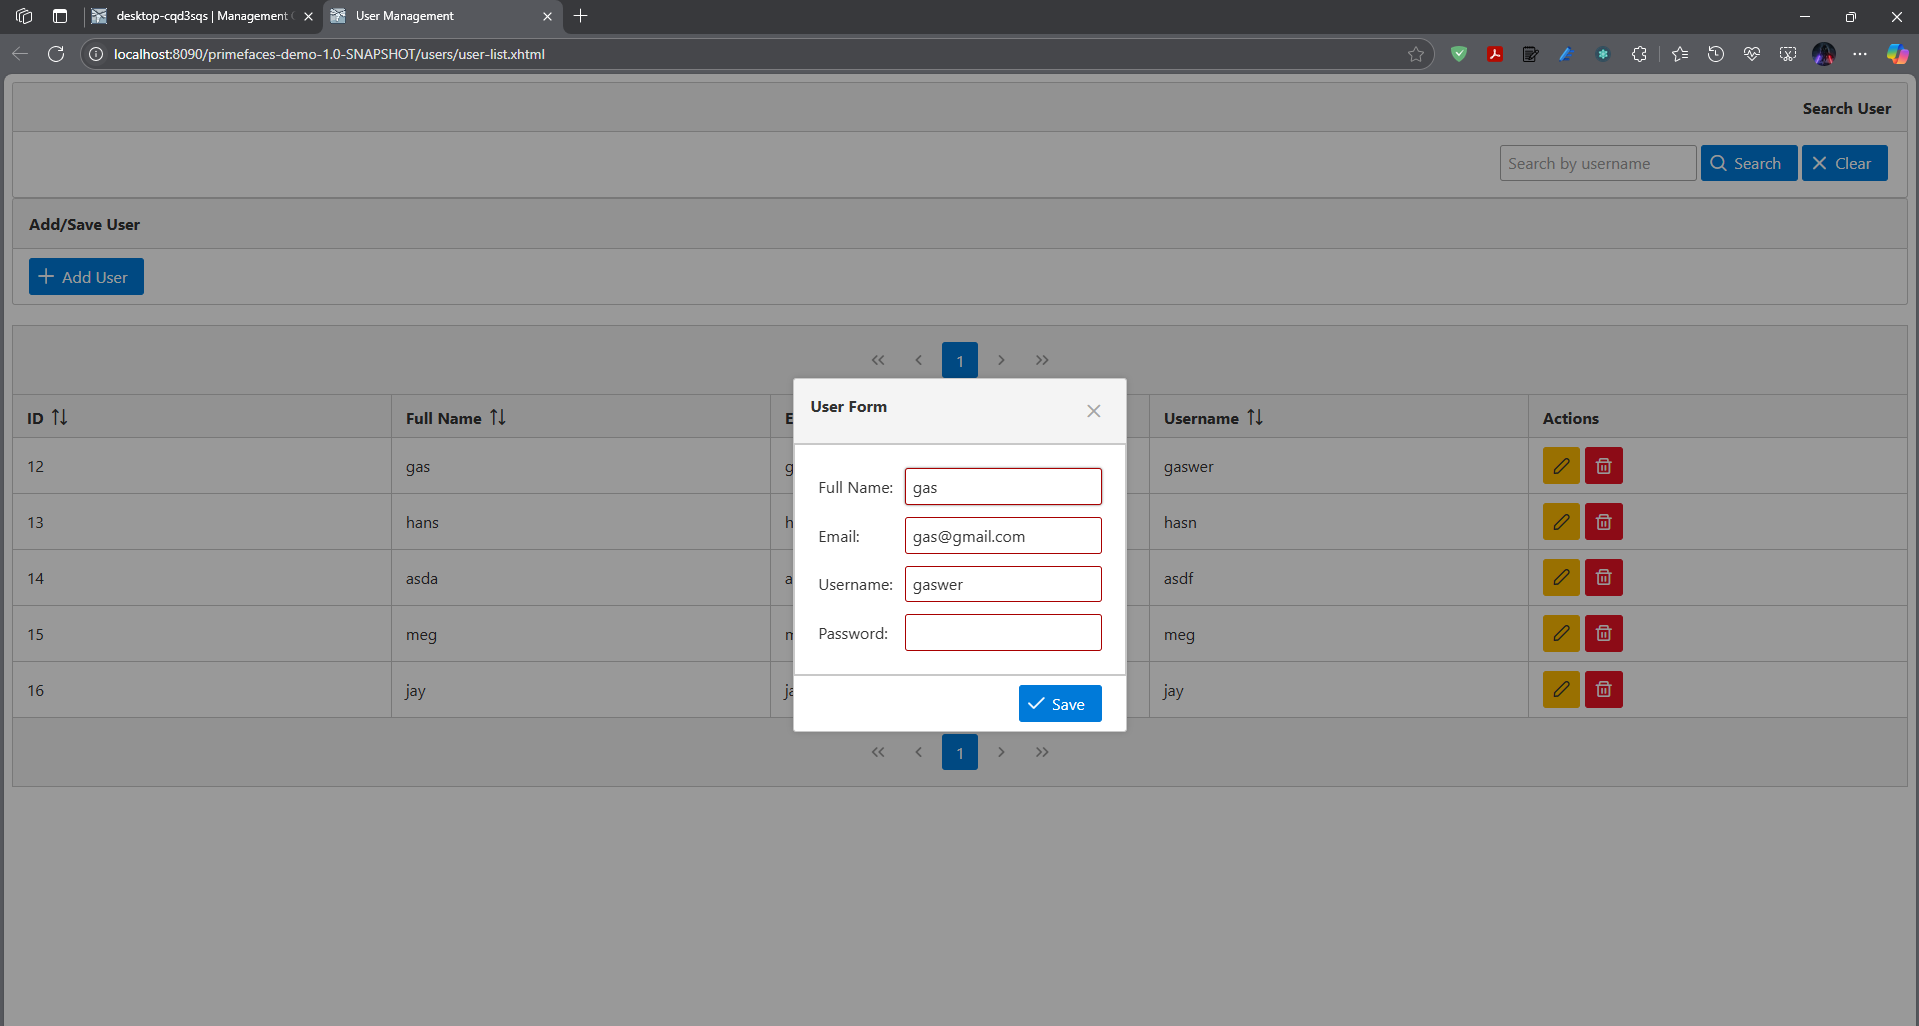 desktop-cqd3sqs | Management
User Management
localhost:8090/primefaces-demo-1.0-SNAPSHOT/users/user-list.xhtml
Search User
Search by username
Search
Clear
Add/Save User
Add User
1
ID Full Name E Username Actions
12 gas g gaswer
13 hans h hasn
14 asda a asdf
15 meg m meg
16 jay ja jay
User Form
Full Name: gas
Email: gas@gmail.com
Username: gaswer
Password:
Save
1